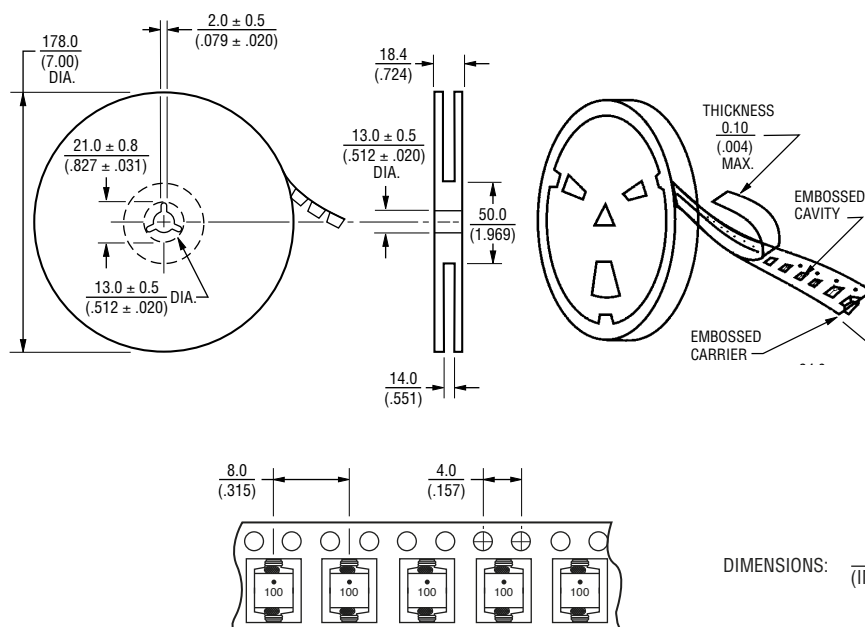 2.0 ± 0.5
(.079 ± .020)
178.0
(7.00)
DIA.
18.4
(.724)
21.0 ± 0.8
(.827 ± .031)
13.0 ± 0.5
(.512 ± .020)
DIA.
THICKNESS
0.10
(.004)
MAX.
EMBOSSED
CAVITY
50.0
(1.969)
13.0 ± 0.5
(.512 ± .020)
DIA.
EMBOSSED
CARRIER
14.0
(.551)
8.0
(.315)
4.0
(.157)
100 100 100 100 100
DIMENSIONS: